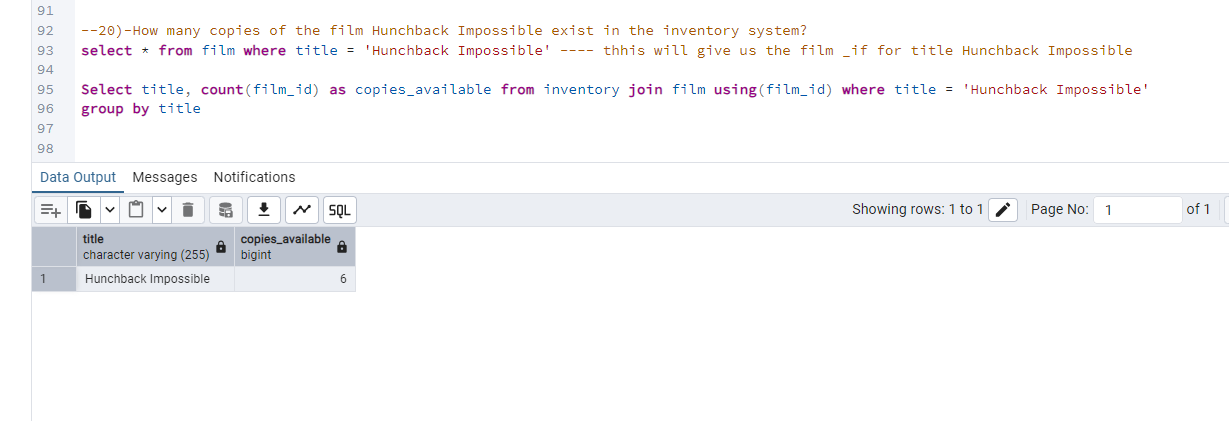 91
92 --20)-How many copies of the film Hunchback Impossible exist in the inventory system?
93 select * from film where title = 'Hunchback Impossible' ---- thhis will give us the film _if for title Hunchback Impossible
94
95 Select title, count(film_id) as copies_available from inventory join film using(film_id) where title = 'Hunchback Impossible'
96 group by title
97
98
Data Output Messages Notifications
SQL Showing rows: 1 to 1 Page No: 1 of 1
title copies_available
character varying (255) bigint
1 Hunchback Impossible 6